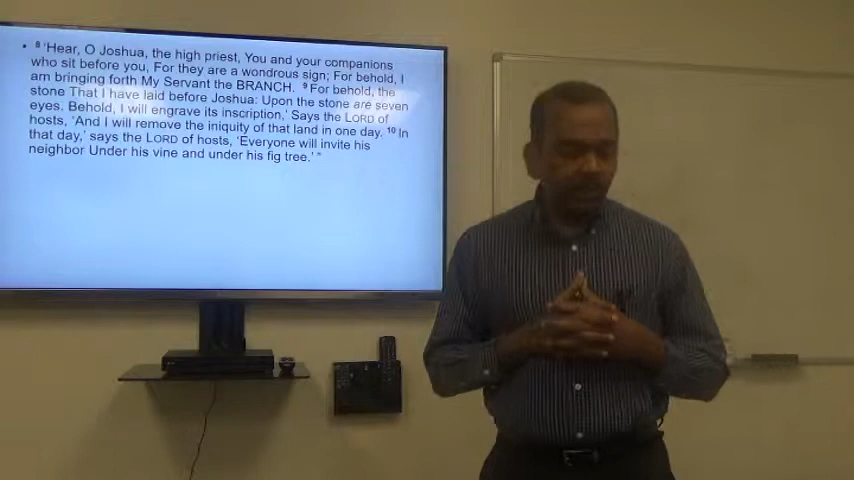 • 8 'Hear, O Joshua, the high priest, You and your companions
who sit before you, For they are a wondrous sign; For behold, I
am bringing forth My Servant the BRANCH. 9 For behold, the
stone That I have laid before Joshua: Upon the stone are seven
eyes. Behold, I will engrave its inscription,' Says the LORD of
hosts, 'And I will remove the iniquity of that land in one day. 10 In
that day,' says the LORD of hosts, 'Everyone will invite his
neighbor Under his vine and under his fig tree.' "